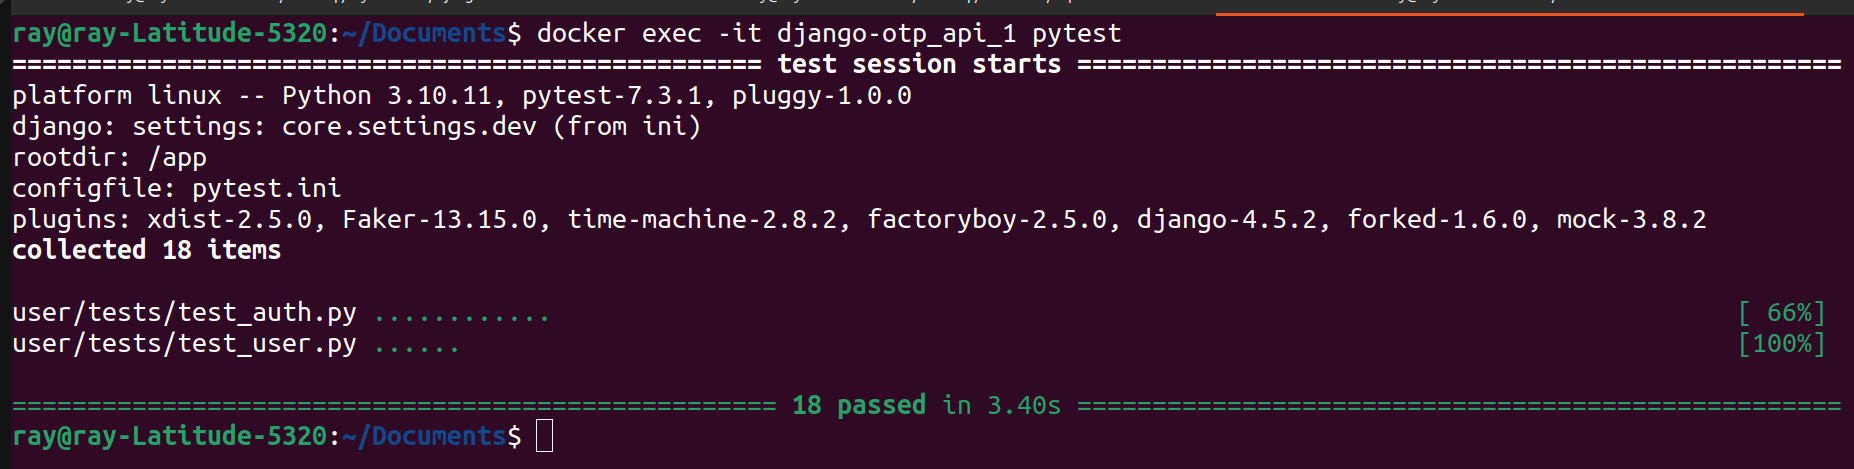 ray@ray-Latitude-5320:~/Documents$ docker exec -it django-otp_api_1 pytest
================================================== test session starts ===================================================
platform linux -- Python 3.10.11, pytest-7.3.1, pluggy-1.0.0
django: settings: core.settings.dev (from ini)
rootdir: /app
configfile: pytest.ini
plugins: xdist-2.5.0, Faker-13.15.0, time-machine-2.8.2, factoryboy-2.5.0, django-4.5.2, forked-1.6.0, mock-3.8.2
collected 18 items
user/tests/test_auth.py ............ [ 66%]
user/tests/test_user.py ...... [100%]
=================================================== 18 passed in 3.40s ===================================================
ray@ray-Latitude-5320:~/Documents$